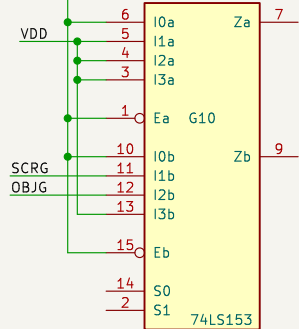 6 I0a Za 7
VDD 5 I1a
4 I2a
3 I3a
1 Ea G10
10 I0b Zb 9
SCRG 11 I1b
OBJG 12 I2b
13 I3b
15 Eb
14 S0
2 S1
74LS153